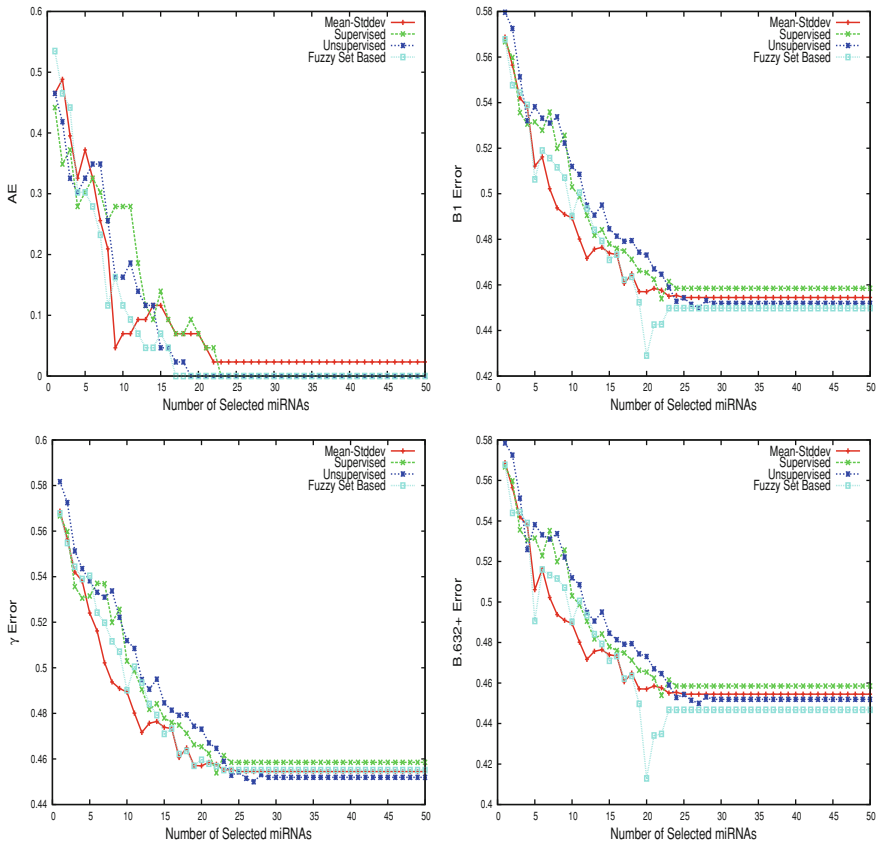 Mean-Stddev
Supervised
Unsupervised
Fuzzy Set Based
0.6
0.5
0.4
0.3
0.2
0.1
0
AE
0 5 10 15 20 25 30 35 40 45 50
Number of Selected miRNAs
Mean-Stddev
Supervised
Unsupervised
Fuzzy Set Based
0.58
0.56
0.54
0.52
0.5
0.48
0.46
0.44
0.42
B1 Error
0 5 10 15 20 25 30 35 40 45 50
Number of Selected miRNAs
Mean-Stddev
Supervised
Unsupervised
Fuzzy Set Based
0.6
0.58
0.56
0.54
0.52
0.5
0.48
0.46
0.44
γ Error
0 5 10 15 20 25 30 35 40 45 50
Number of Selected miRNAs
Mean-Stddev
Supervised
Unsupervised
Fuzzy Set Based
0.58
0.56
0.54
0.52
0.5
0.48
0.46
0.44
0.42
0.4
B.632+ Error
0 5 10 15 20 25 30 35 40 45 50
Number of Selected miRNAs